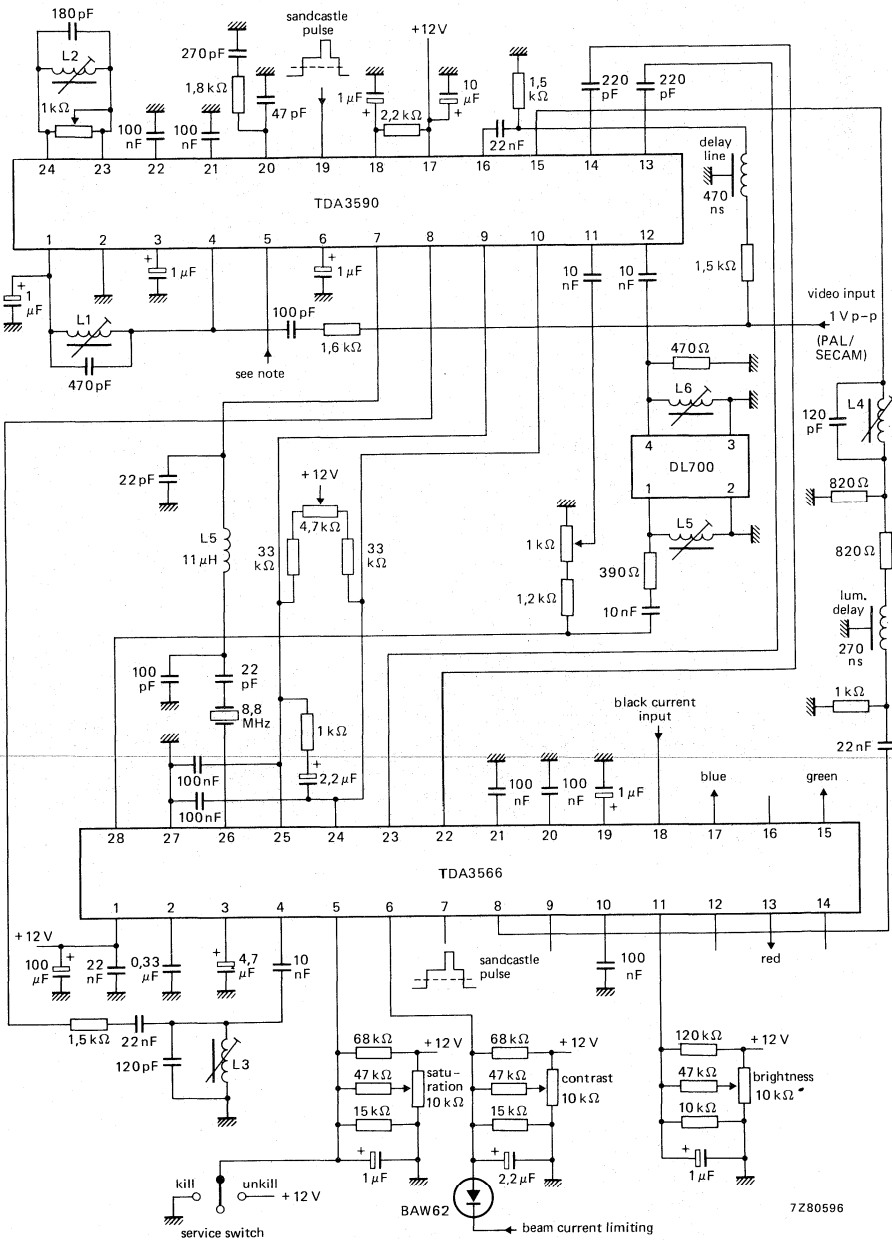 180 pF
L2
1 kΩ
100 nF
100 nF
270 pF
1,8 kΩ
47 pF
sandcastle pulse
1 μF
2,2 kΩ
+12 V
10 μF
22 nF
1,5 kΩ
220 pF
220 pF
delay line
470 ns
1,5 kΩ
24 23 22 21 20 19 18 17 16 15 14 13
TDA3590
1 2 3 4 5 6 7 8 9 10 11 12
+ 1 μF
L1
470 pF
+ 1 μF
+ 1 μF
see note
100 pF
1,6 kΩ
10 nF
10 nF
video input
1 V p-p
(PAL/
SECAM)
470 Ω
L6
4 3
DL700
1 2
L5
390 Ω
10 nF
1 kΩ
1,2 kΩ
120 pF
L4
820 Ω
820 Ω
lum. delay
270 ns
1 kΩ
22 nF
22 pF
L5
11 μH
+12 V
4,7 kΩ
33 kΩ
33 kΩ
100 pF
22 pF
8,8 MHz
1 kΩ
+
2,2 μF
100 nF
100 nF
100 nF
100 nF
1 μF
+
black current input
blue
green
28 27 26 25 24 23 22 21 20 19 18 17 16 15
TDA3566
1 2 3 4 5 6 7 8 9 10 11 12 13 14
+12 V
100 μF
+
22 nF
0,33 μF
+ 4,7 μF
10 nF
sandcastle pulse
100 nF
red
1,5 kΩ
22 nF
120 pF
L3
68 kΩ
+12 V
47 kΩ
satu-
ration
10 kΩ
15 kΩ
+
1 μF
68 kΩ
+12 V
47 kΩ
contrast
10 kΩ
15 kΩ
+
2,2 μF
120 kΩ
+12 V
47 kΩ
brightness
10 kΩ
10 kΩ
+
1 μF
kill
unkill
+12 V
service switch
BAW62
beam current limiting
7Z80596